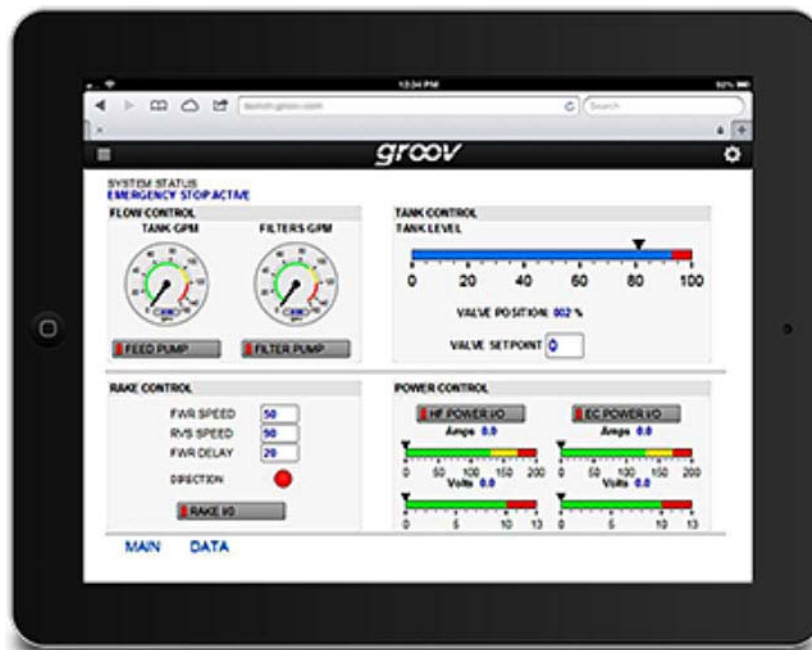 12:04 PM
Search
groov
SYSTEM STATUS
EMERGENCY STOP ACTIVE
FLOW CONTROL
TANK GPM FILTERS GPM
FEED PUMP FILTER PUMP
TANK CONTROL
TANK LEVEL
0 20 40 60 80 100
VALVE POSITION: 002 %
VALVE SETPOINT 0
RAKE CONTROL
FWR SPEED 50
RVS SPEED 90
FWR DELAY 20
DIRECTION
RAKE I/O
POWER CONTROL
HF POWER I/O EC POWER I/O
Amps 0.0 Amps 0.0
0 50 100 150 200 0 50 100 150 200
Volts 0.0 Volts 0.0
0 5 10 13 0 5 10 13
MAIN DATA